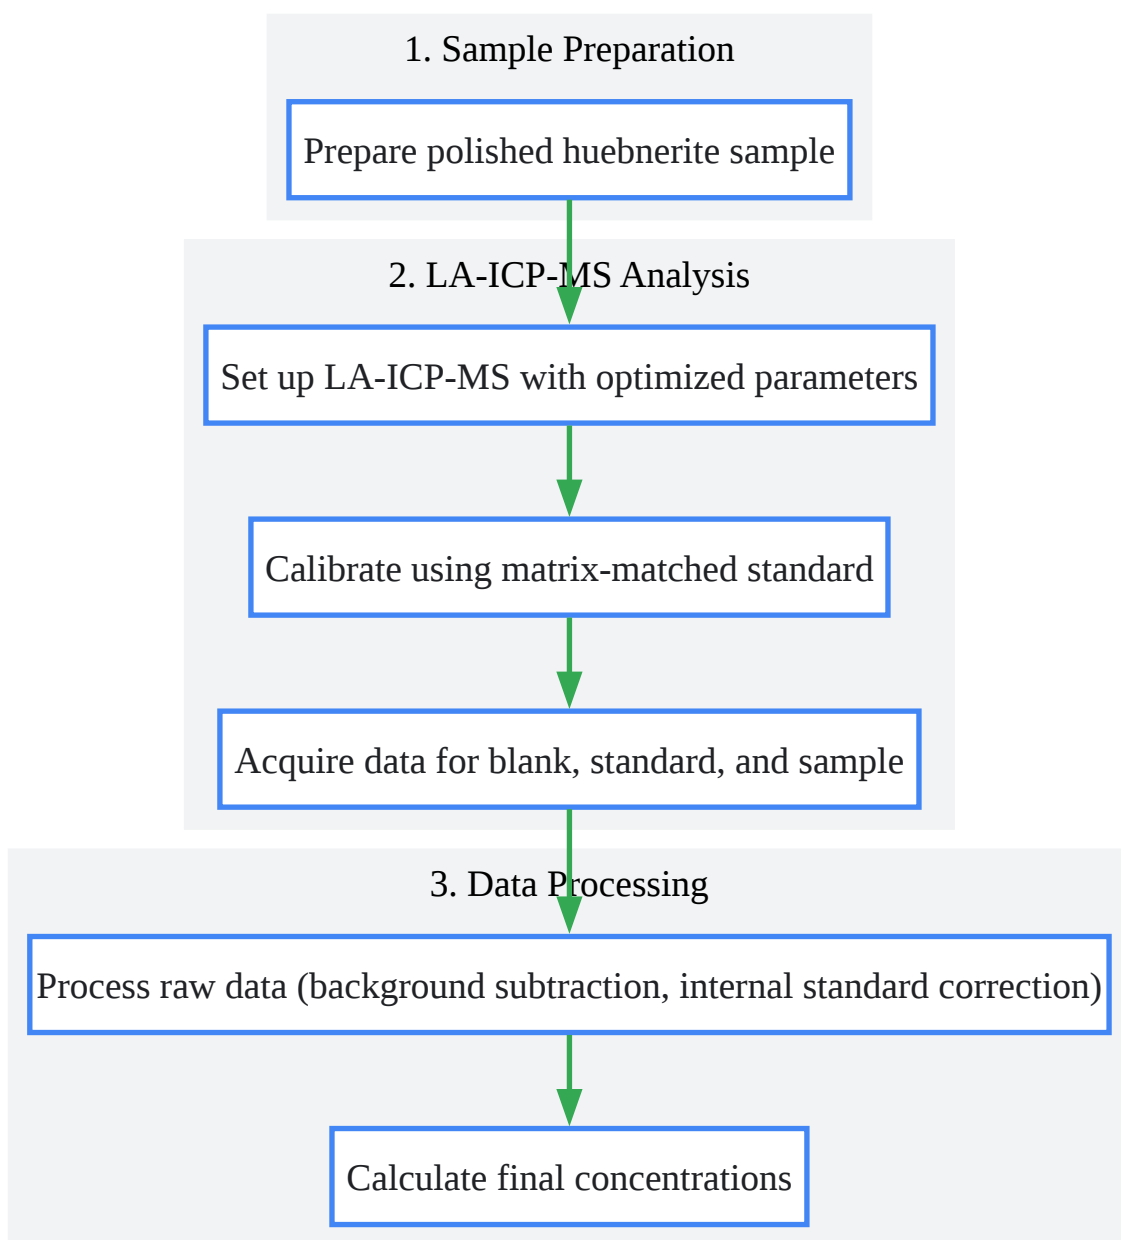 1. Sample Preparation
Prepare polished huebnerite sample
2. LA-ICP-MS Analysis
Set up LA-ICP-MS with optimized parameters
Calibrate using matrix-matched standard
Acquire data for blank, standard, and sample
3. Data Processing
Process raw data (background subtraction, internal standard correction)
Calculate final concentrations